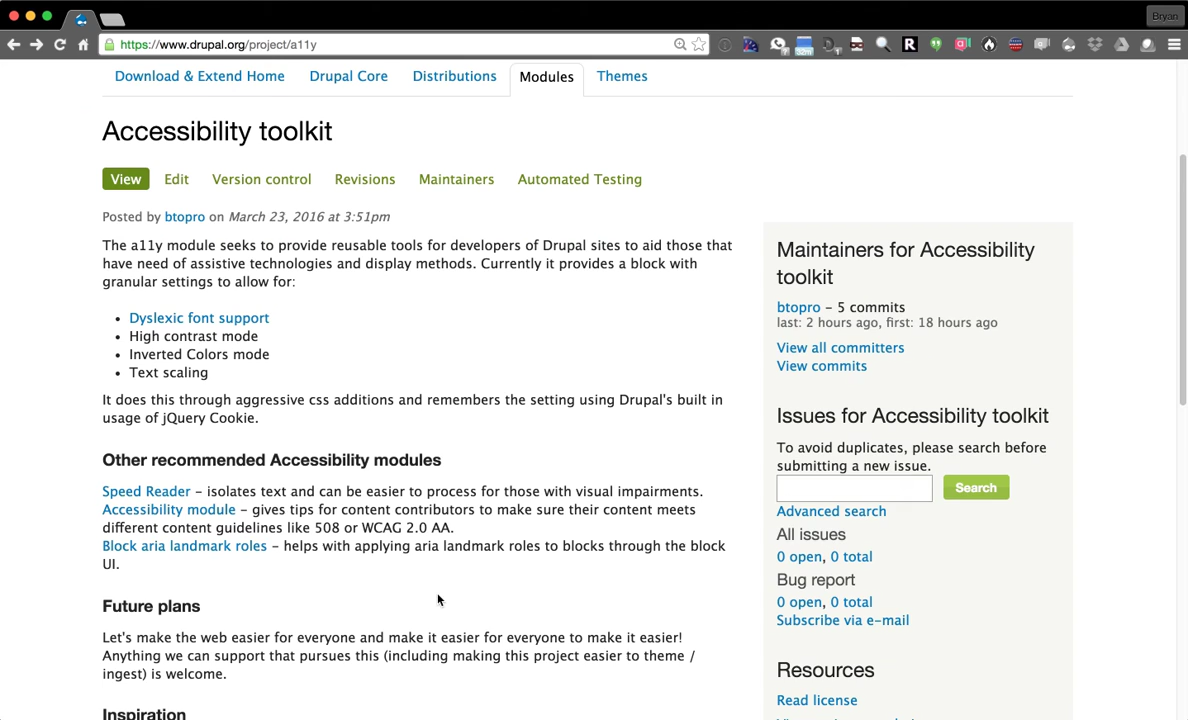 Bryan
https://www.drupal.org/project/a11y
Download & Extend Home
Drupal Core
Distributions
Modules
Themes
Accessibility toolkit
View
Edit
Version control
Revisions
Maintainers
Automated Testing
Posted by btopro on March 23, 2016 at 3:51pm
The a11y module seeks to provide reusable tools for developers of Drupal sites to aid those that
have need of assistive technologies and display methods. Currently it provides a block with
granular settings to allow for:
• Dyslexic font support
• High contrast mode
• Inverted Colors mode
• Text scaling
It does this through aggressive css additions and remembers the setting using Drupal's built in
usage of jQuery Cookie.
Other recommended Accessibility modules
Speed Reader – isolates text and can be easier to process for those with visual impairments.
Accessibility module – gives tips for content contributors to make sure their content meets
different content guidelines like 508 or WCAG 2.0 AA.
Block aria landmark roles – helps with applying aria landmark roles to blocks through the block
UI.
Future plans
Let's make the web easier for everyone and make it easier for everyone to make it easier!
Anything we can support that pursues this (including making this project easier to theme /
ingest) is welcome.
Inspiration
Maintainers for Accessibility
toolkit
btopro – 5 commits
last: 2 hours ago, first: 18 hours ago
View all committers
View commits
Issues for Accessibility toolkit
To avoid duplicates, please search before
submitting a new issue.
Search
Advanced search
All issues
0 open, 0 total
Bug report
0 open, 0 total
Subscribe via e-mail
Resources
Read license